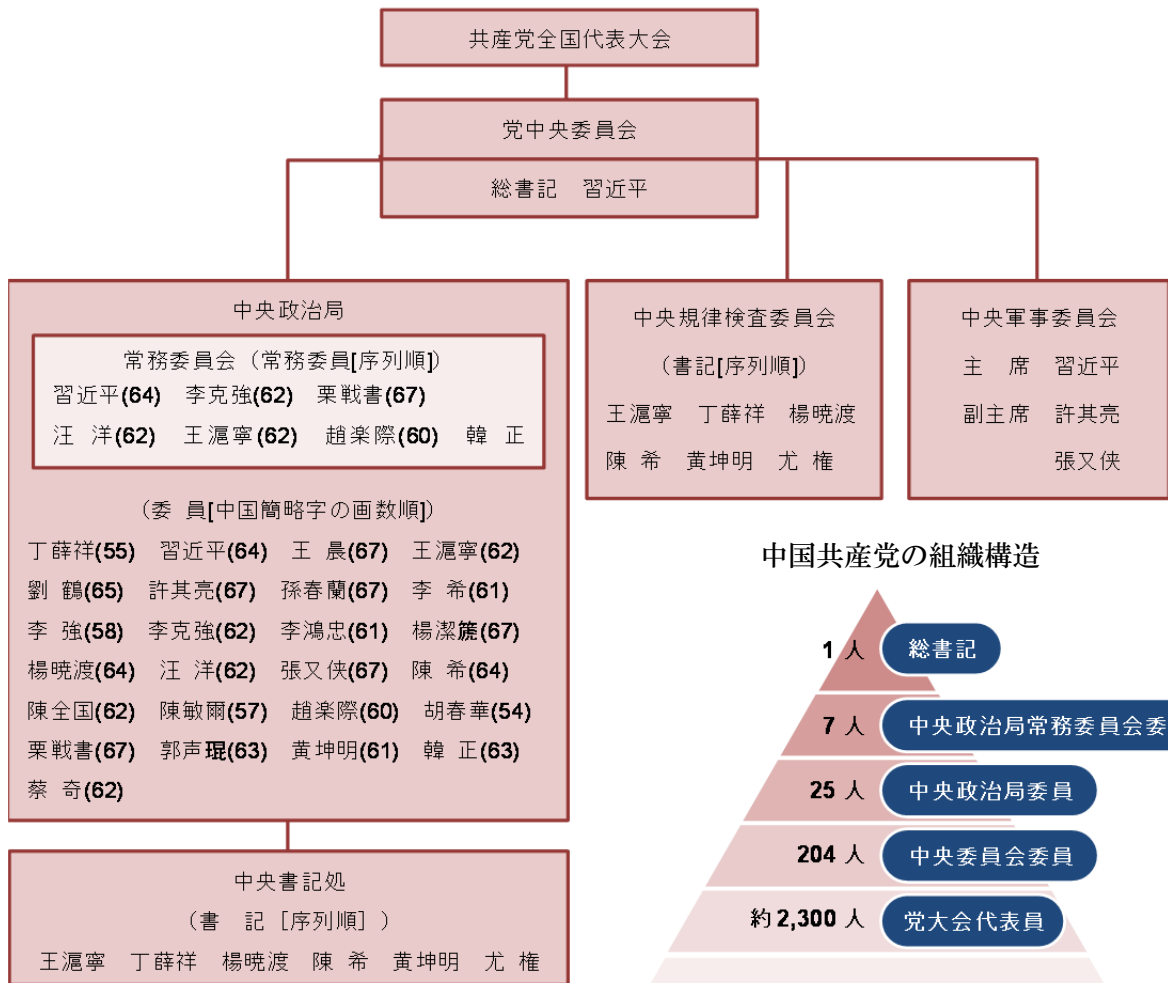 共産党全国代表大会
党中央委員会
総書記　習近平
中央政治局
常務委員会（常務委員[序列順]）
習近平(64)　李克強(62)　栗戦書(67)
汪 洋(62)　王滬寧(62)　趙楽際(60)　韓 正
（委 員[中国簡略字の画数順]）
丁薛祥(55)　習近平(64)　王 晨(67)　王滬寧(62)
劉 鶴(65)　許其亮(67)　孫春蘭(67)　李 希(61)
李 強(58)　李克強(62)　李鴻忠(61)　楊潔篪(67)
楊暁渡(64)　汪 洋(62)　張又侠(67)　陳 希(64)
陳全国(62)　陳敏爾(57)　趙楽際(60)　胡春華(54)
栗戦書(67)　郭声琨(63)　黄坤明(61)　韓 正(63)
蔡 奇(62)
中央書記処
（書　記［序列順］）
王滬寧　丁薛祥　楊暁渡　陳 希　黄坤明　尤 権
中央規律検査委員会
（書記[序列順]）
王滬寧　丁薛祥　楊暁渡
陳 希　黄坤明　尤 権
中央軍事委員会
主　席　習近平
副主席　許其亮
張又侠
中国共産党の組織構造
1 人　総書記
7 人　中央政治局常務委員会委
25 人　中央政治局委員
204 人　中央委員会委員
約2,300 人　党大会代表員